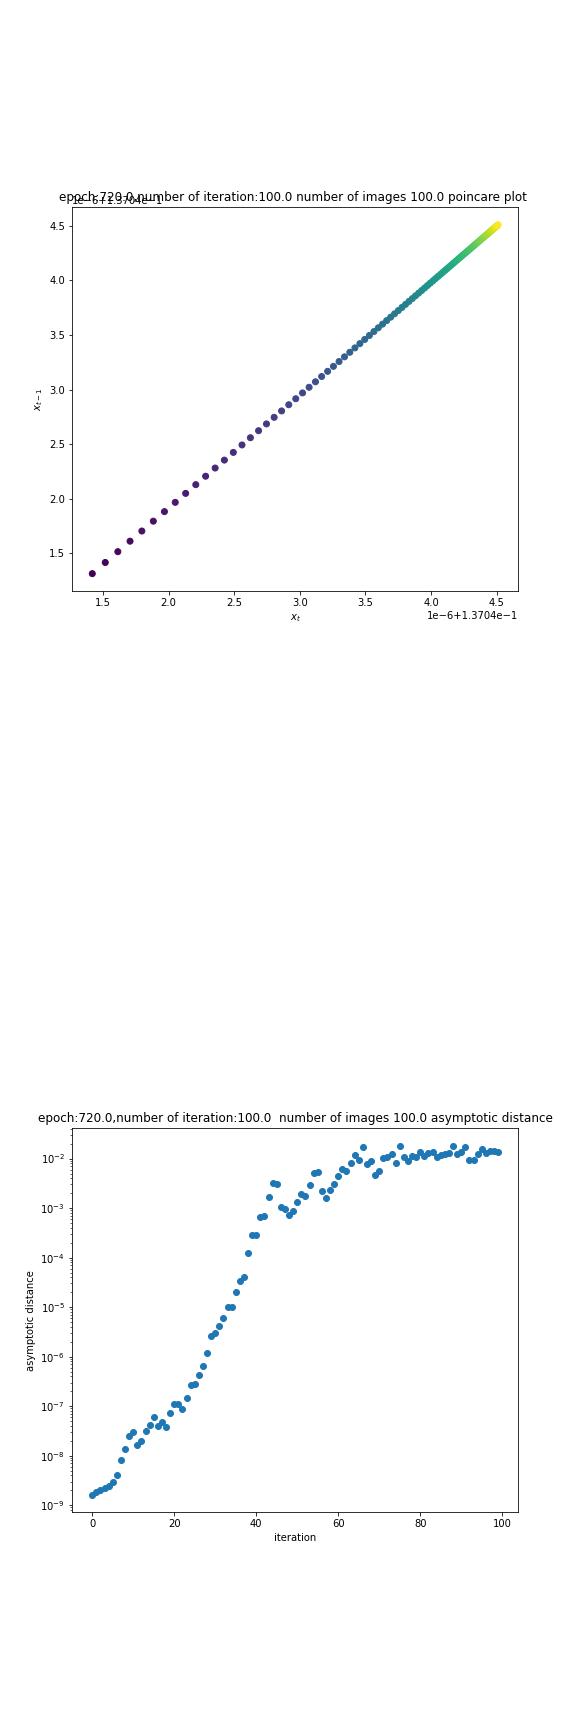 epoch:720.0,number of iteration:100.0 number of images 100.0 poincare plot
1e−6+1.3704e−1
4.5
4.0
3.5
3.0
2.5
2.0
1.5
x_{t−1}
1.5 2.0 2.5 3.0 3.5 4.0 4.5
x_t
1e−6+1.3704e−1
epoch:720.0,number of iteration:100.0  number of images 100.0 asymptotic distance
10^{−2}
10^{−3}
10^{−4}
10^{−5}
10^{−6}
10^{−7}
10^{−8}
10^{−9}
asymptotic distance
0 20 40 60 80 100
iteration